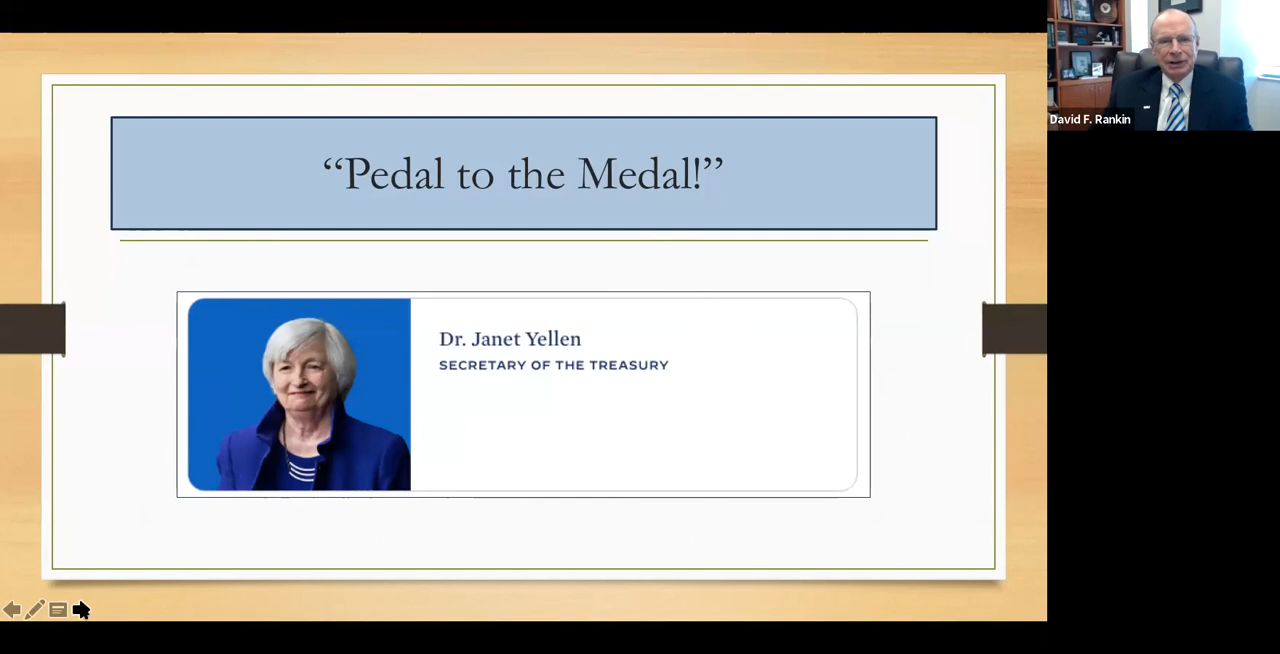 “Pedal to the Medal!”
Dr. Janet Yellen
SECRETARY OF THE TREASURY
David F. Rankin